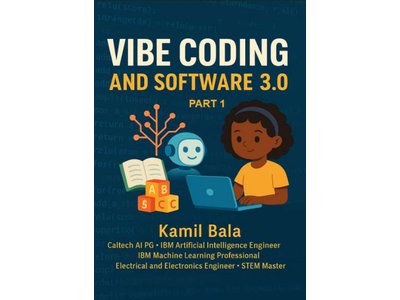 VIBE CODING
AND SOFTWARE 3.0
PART 1
A
B
S
C
C
Kamil Bala
Caltech AI PG • IBM Artificial Intelligence Engineer
IBM Machine Learning Professional
Electrical and Electronics Engineer • STEM Master